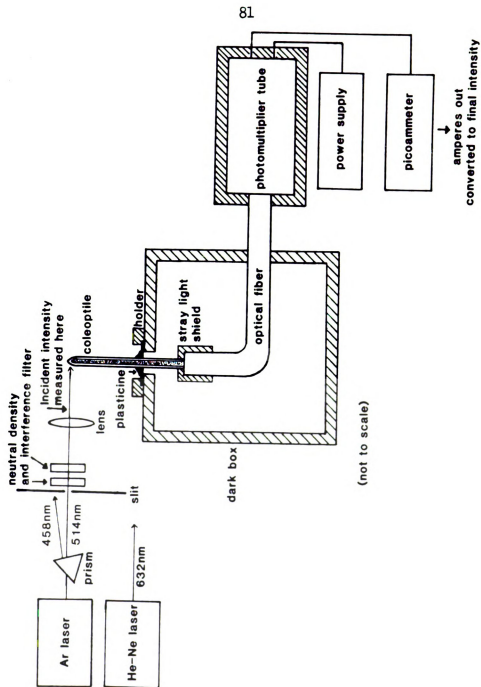 81
Ar laser
He-Ne laser
prism
458nm
514nm
632nm
slit
neutral density
and interference filter
lens
Incident intensity
measured here
coleoptile
plasticine
holder
stray light
shield
optical fiber
dark box
photomultiplier tube
power supply
picoammeter
amperes out
converted to final intensity
(not to scale)